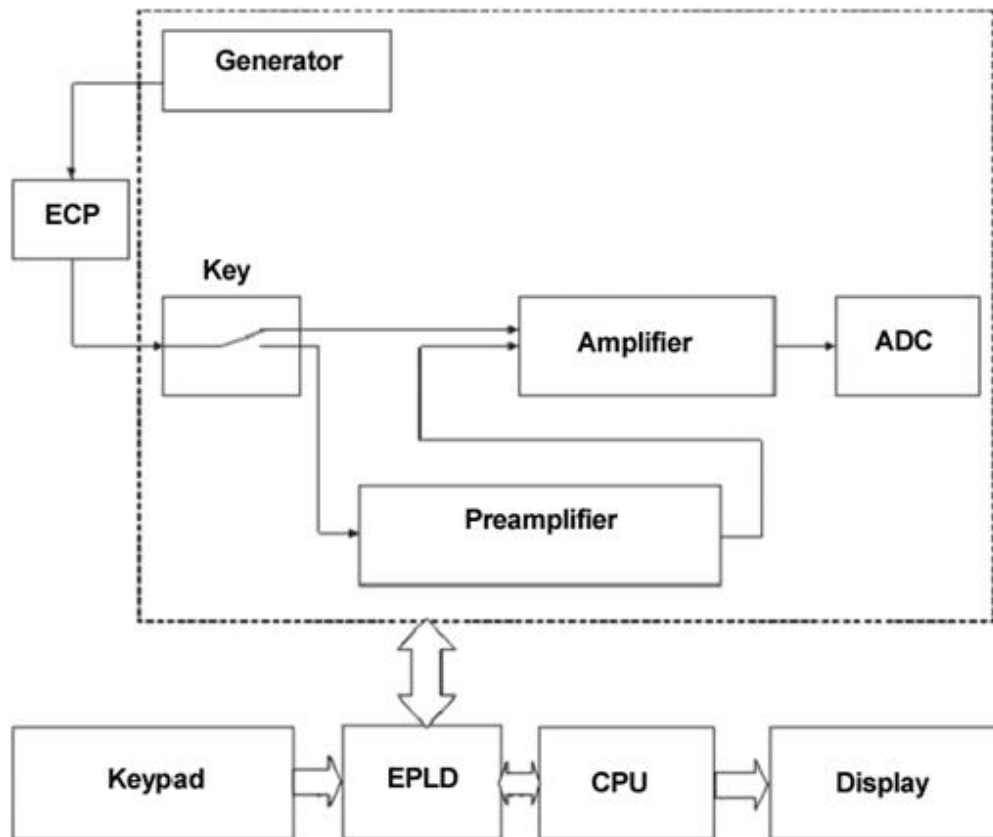 Generator
ECP
Key
Amplifier
ADC
Preamplifier
Keypad
EPLD
CPU
Display